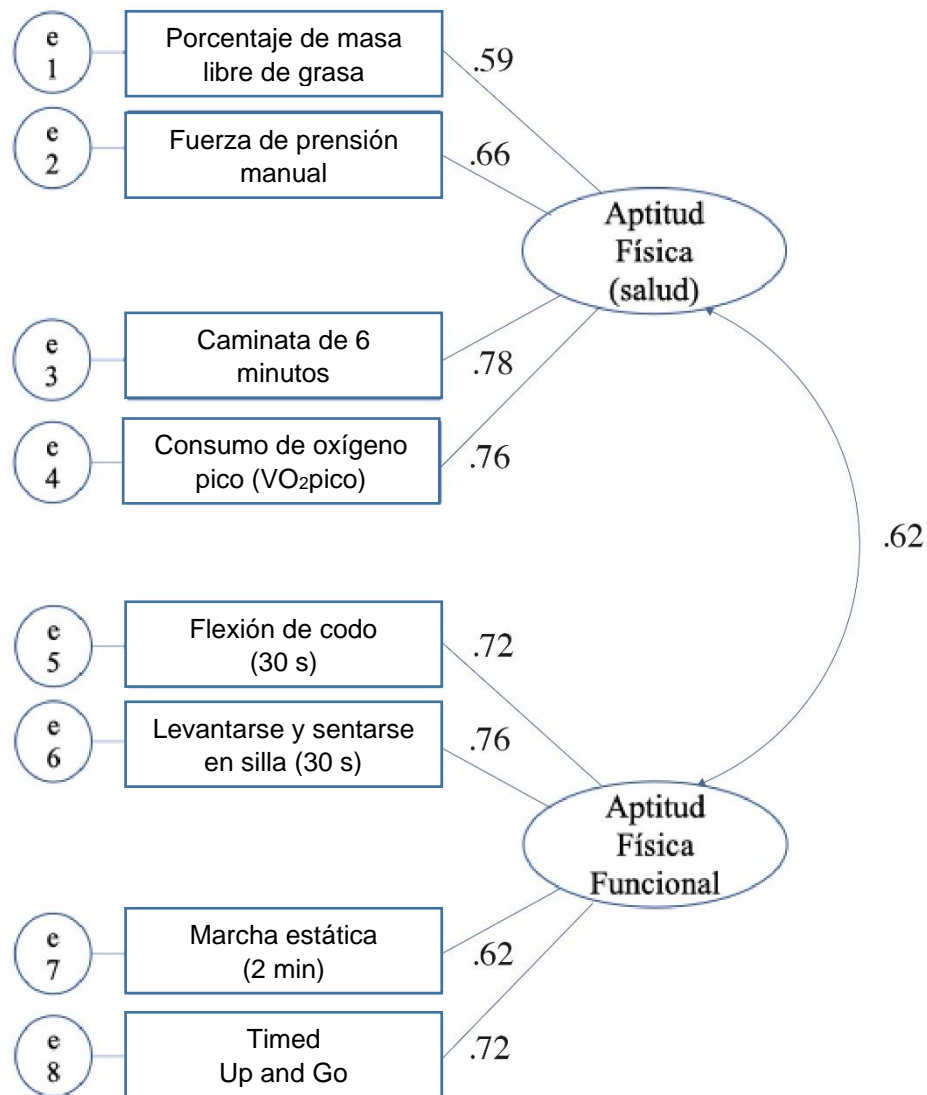 e
1
Porcentaje de masa
libre de grasa
.59
e
2
Fuerza de prensión
manual
.66
Aptitud
Física
(salud)
e
3
Caminata de 6
minutos
.78
e
4
Consumo de oxígeno
pico (VO₂pico)
.76
.62
e
5
Flexión de codo
(30 s)
.72
e
6
Levantarse y sentarse
en silla (30 s)
.76
Aptitud
Física
Funcional
e
7
Marcha estática
(2 min)
.62
e
8
Timed
Up and Go
.72